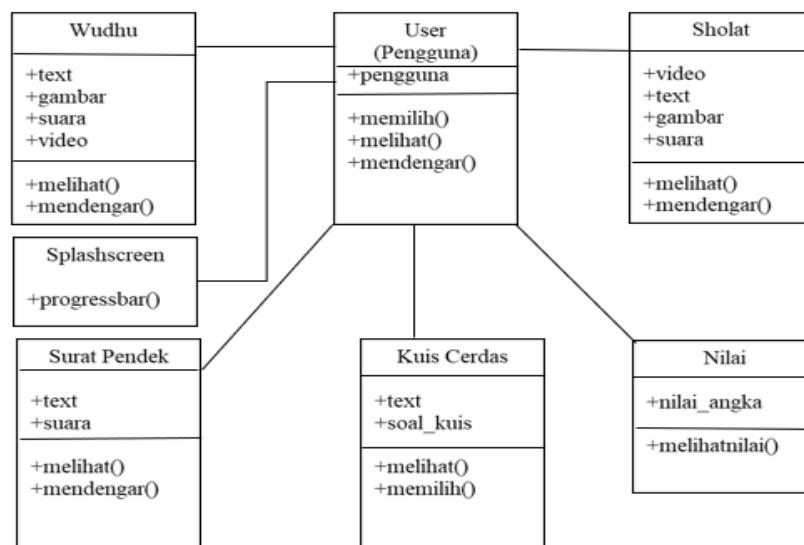 Wudhu
+text
+gambar
+suara
+video
+melihat()
+mendengar()
User
(Pengguna)
+pengguna
+memilih()
+melihat()
+mendengar()
Sholat
+video
+text
+gambar
+suara
+melihat()
+mendengar()
Splashscreen
+progressbar()
Surat Pendek
+text
+suara
+melihat()
+mendengar()
Kuis Cerdas
+text
+soal_kuis
+melihat()
+memilih()
Nilai
+nilai_angka
+melihatnilai()